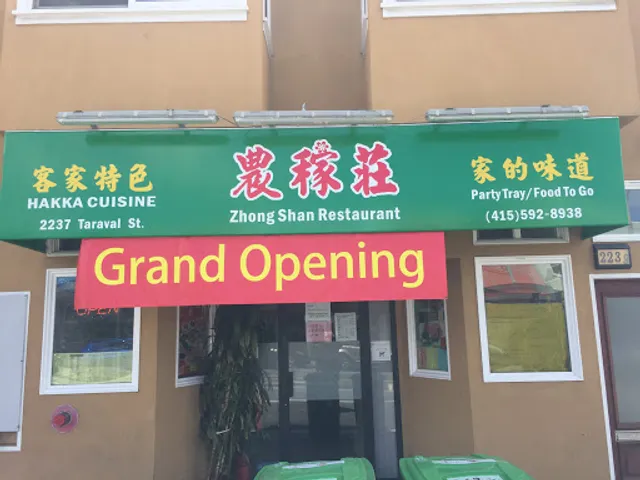 客家特色
HAKKA CUISINE
2237 Taraval St.
農稼莊
Zhong Shan Restaurant
家的味道
Party Tray/Food To Go
(415)592-8938
Grand Opening
OPEN